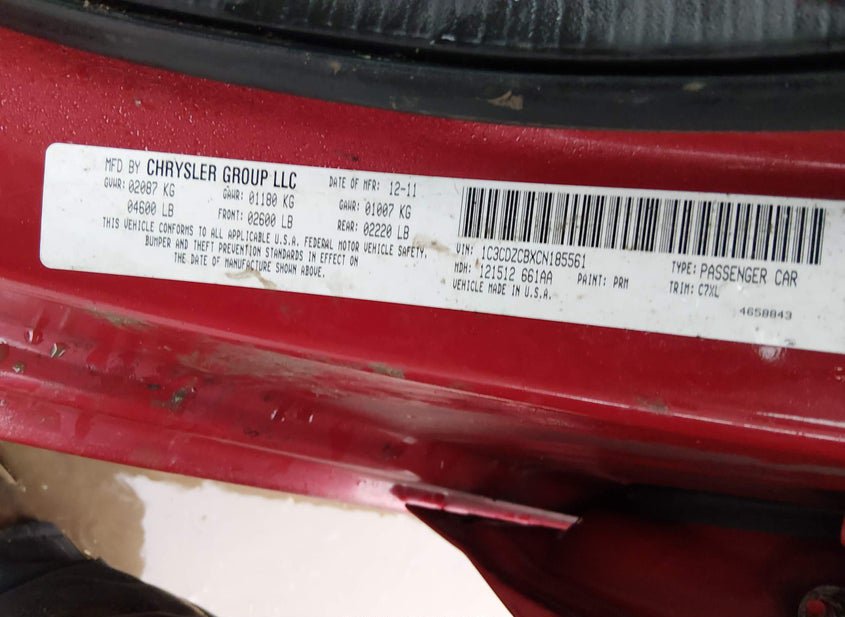 MFD BY CHRYSLER GROUP LLC
DATE OF MFR: 12-11
GVWR: 02087 KG
GAWR: 01180 KG
GAWR: 01007 KG
04600 LB
FRONT: 02600 LB
REAR: 02220 LB
THIS VEHICLE CONFORMS TO ALL APPLICABLE U.S.A. FEDERAL MOTOR VEHICLE SAFETY,
BUMPER AND THEFT PREVENTION STANDARDS IN EFFECT ON
THE DATE OF MANUFACTURE SHOWN ABOVE.
VIN: 1C3CDZCBXCN185561
TYPE: PASSENGER CAR
MDH: 121512 661AA
PAINT: PRM
TRIM: C7XL
VEHICLE MADE IN U.S.A.
4658843